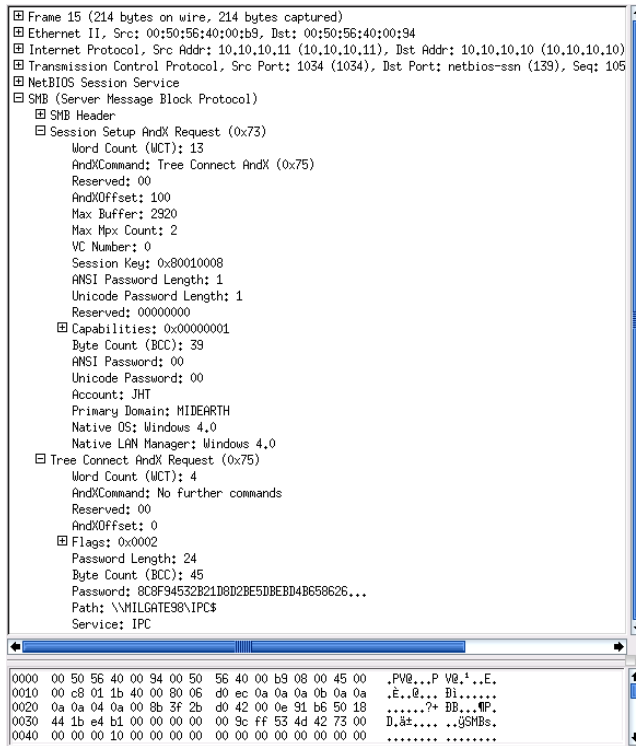 Frame 15 (214 bytes on wire, 214 bytes captured)
Ethernet II, Src: 00:50:56:40:00:b9, Dst: 00:50:56:40:00:94
Internet Protocol, Src Addr: 10.10.10.11 (10.10.10.11), Dst Addr: 10.10.10.10 (10.10.10.10)
Transmission Control Protocol, Src Port: 1034 (1034), Dst Port: netbios-ssn (139), Seq: 105
NetBIOS Session Service
SMB (Server Message Block Protocol)
SMB Header
Session Setup AndX Request (0x73)
Word Count (WCT): 13
AndXCommand: Tree Connect AndX (0x75)
Reserved: 00
AndXOffset: 100
Max Buffer: 2920
Max Mpx Count: 2
VC Number: 0
Session Key: 0x80010008
ANSI Password Length: 1
Unicode Password Length: 1
Reserved: 00000000
Capabilities: 0x00000001
Byte Count (BCC): 39
ANSI Password: 00
Unicode Password: 00
Account: JHT
Primary Domain: MIDEARTH
Native OS: Windows 4.0
Native LAN Manager: Windows 4.0
Tree Connect AndX Request (0x75)
Word Count (WCT): 4
AndXCommand: No further commands
Reserved: 00
AndXOffset: 0
Flags: 0x0002
Password Length: 24
Byte Count (BCC): 45
Password: 8C8F94532B21D8D2BE5DBEBD4B658626...
Path: \\MILGATE98\IPC$
Service: IPC
0000 00 50 56 40 00 94 00 50 56 40 00 b9 08 00 45 00 .PV@...P V@.¹..E.
0010 00 c8 01 1b 40 00 80 06 d0 ec 0a 0a 0a 0b 0a 0a .È..@... Ðì......
0020 0a 0a 04 0a 00 8b 3f 2b d0 42 00 0e 91 b6 50 18 ......?+ ÐB...¶P.
0030 44 1b e4 b1 00 00 00 00 00 9c ff 53 4d 42 73 00 D.ä±.... ..ÿSMBs.
0040 00 00 00 10 00 00 00 00 00 00 00 00 00 00 00 00 ........ ........